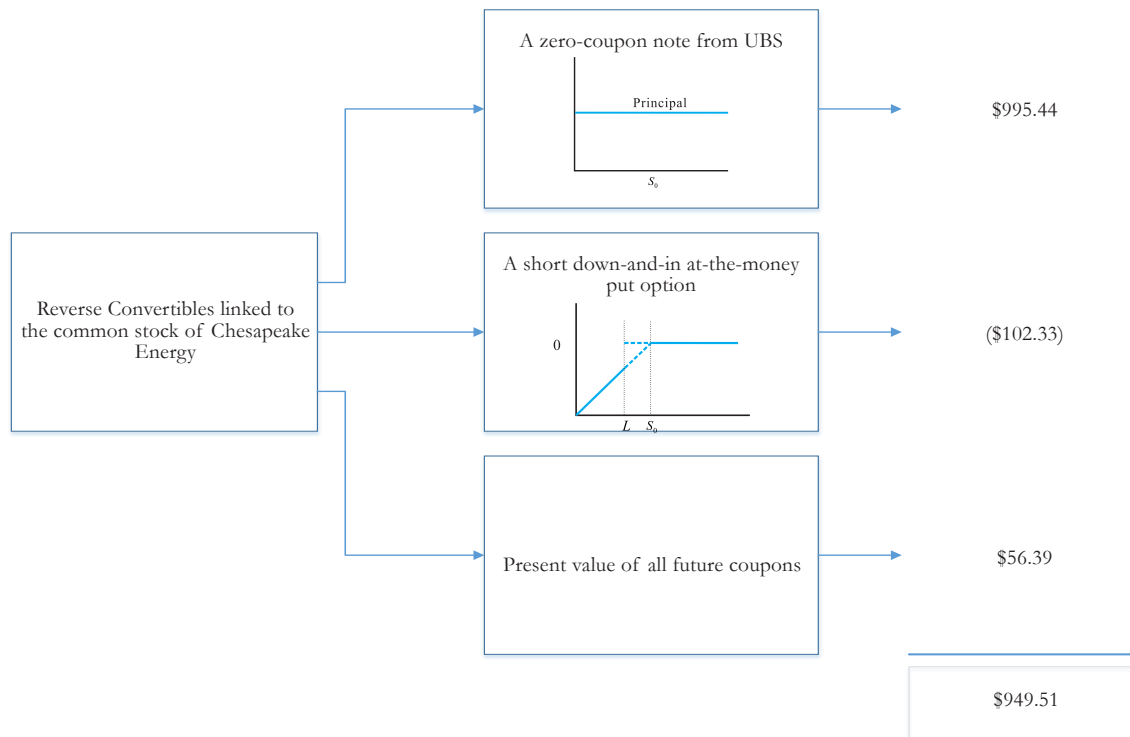 A zero-coupon note from UBS
Principal
S₀
$995.44
Reverse Convertibles linked to
the common stock of Chesapeake
Energy
A short down-and-in at-the-money
put option
0
L S₀
($102.33)
Present value of all future coupons
$56.39
$949.51